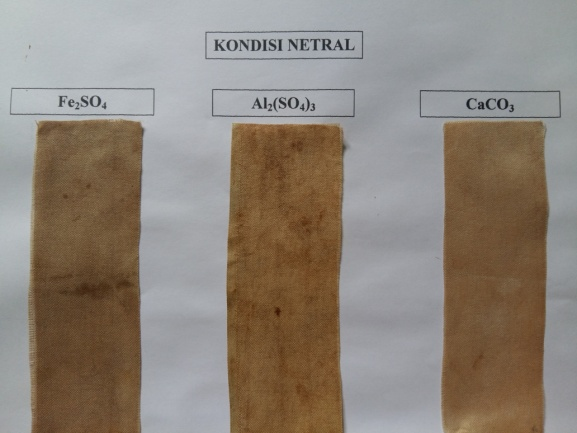 KONDISI NETRAL
Fe₂SO₄
Al₂(SO₄)₃
CaCO₃